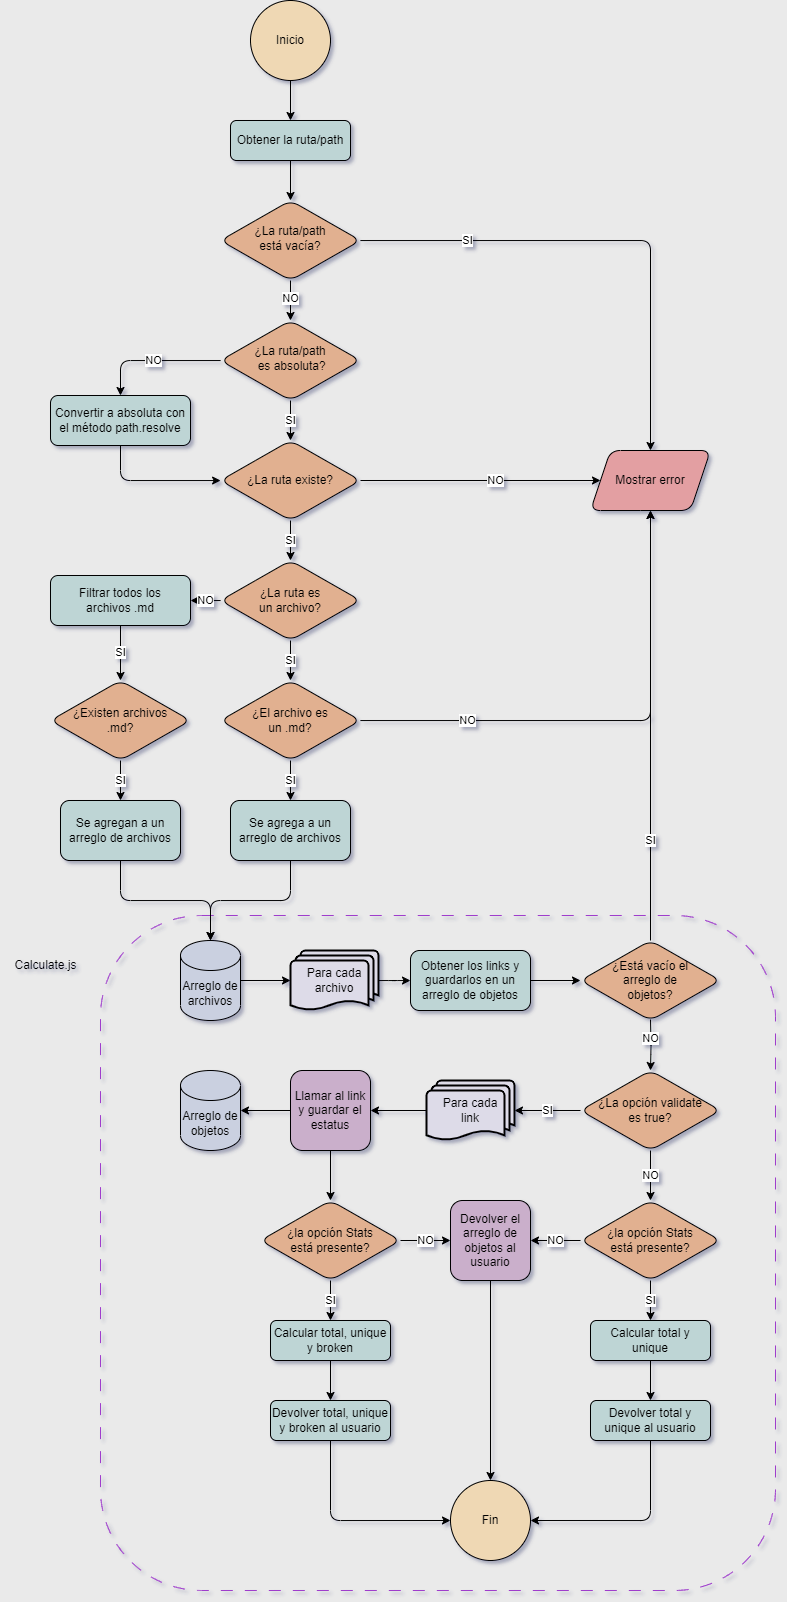 Inicio
Obtener la ruta/path
¿La ruta/path
está vacía?
SI
NO
¿La ruta/path
es absoluta?
NO
Convertir a absoluta con
el método path.resolve
SI
¿La ruta existe?
NO
Mostrar error
SI
Filtrar todos los
archivos .md
NO
¿La ruta es
un archivo?
SI
SI
¿Existen archivos
.md?
¿El archivo es
un .md?
NO
SI
SI
Se agregan a un
arreglo de archivos
Se agrega a un
arreglo de archivos
SI
Calculate.js
Arreglo de
archivos
Para cada
archivo
Obtener los links y
guardarlos en un
arreglo de objetos
¿Está vacío el
arreglo de
objetos?
NO
Arreglo de
objetos
Llamar al link
y guardar el
estatus
Para cada
link
SI
¿La opción validate
es true?
NO
¿la opción Stats
está presente?
NO
Devolver el
arreglo de
objetos al
usuario
NO
¿la opción Stats
está presente?
SI
SI
Calcular total, unique
y broken
Calcular total y
unique
Devolver total, unique
y broken al usuario
Devolver total y
unique al usuario
Fin